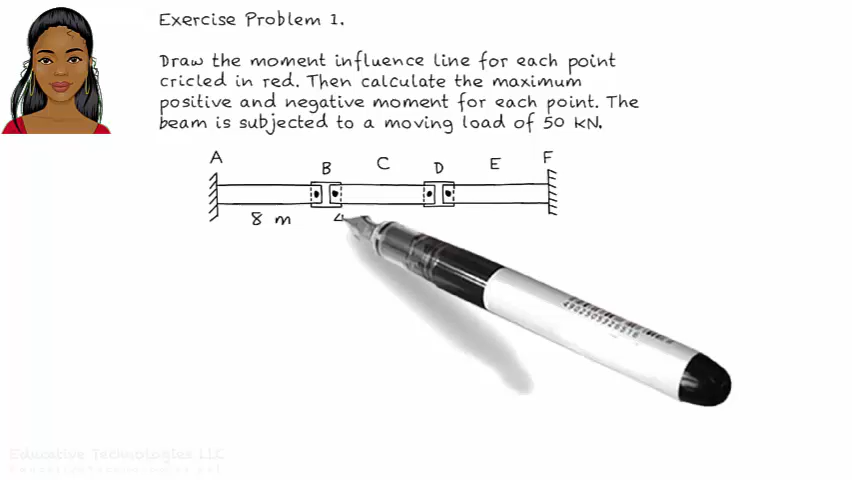 Exercise Problem 1.
Draw the moment influence line for each point
cricled in red. Then calculate the maximum
positive and negative moment for each point. The
beam is subjected to a moving load of 50 kN.
A B C D E F
8 m 4
Educative Technologies LLC